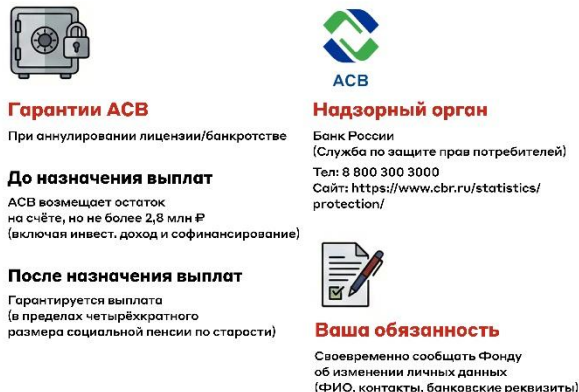 Гарантии АСВ
При аннулировании лицензии/банкротстве
До назначения выплат
АСВ возмещает остаток
на счёте, но не более 2,8 млн ₽
(включая инвест. доход и софинансирование)
После назначения выплат
Гарантируется выплата
(в пределах четырёхкратного
размера социальной пенсии по старости)
АСВ
Надзорный орган
Банк России
(Служба по защите прав потребителей)
Тел: 8 800 300 3000
Сайт: https://www.cbr.ru/statistics/
protection/
Ваша обязанность
Своевременно сообщать Фонду
об изменении личных данных
(ФИО, контакты, банковские реквизиты)